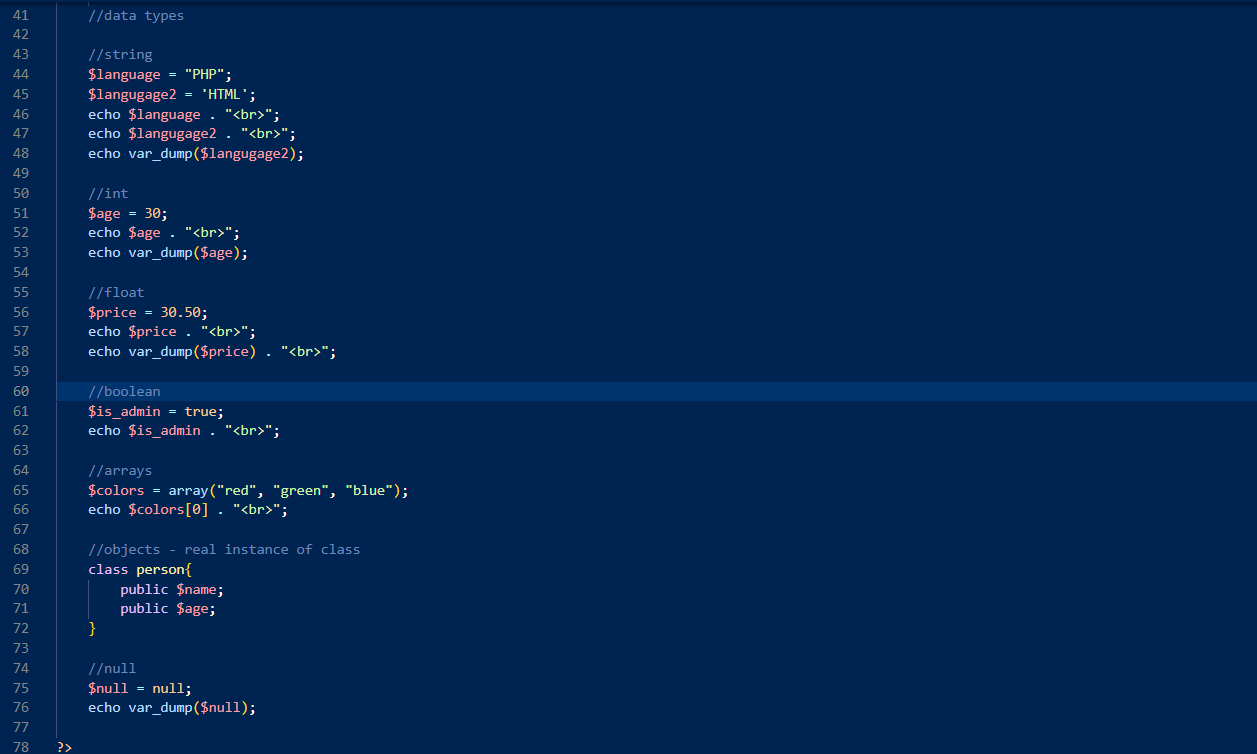 41 //data types
42
43 //string
44 $language = "PHP";
45 $langugage2 = 'HTML';
46 echo $language . "<br>";
47 echo $langugage2 . "<br>";
48 echo var_dump($langugage2);
49
50 //int
51 $age = 30;
52 echo $age . "<br>";
53 echo var_dump($age);
54
55 //float
56 $price = 30.50;
57 echo $price . "<br>";
58 echo var_dump($price) . "<br>";
59
60 //boolean
61 $is_admin = true;
62 echo $is_admin . "<br>";
63
64 //arrays
65 $colors = array("red", "green", "blue");
66 echo $colors[0] . "<br>";
67
68 //objects - real instance of class
69 class person{
70 public $name;
71 public $age;
72 }
73
74 //null
75 $null = null;
76 echo var_dump($null);
77
78 ?>